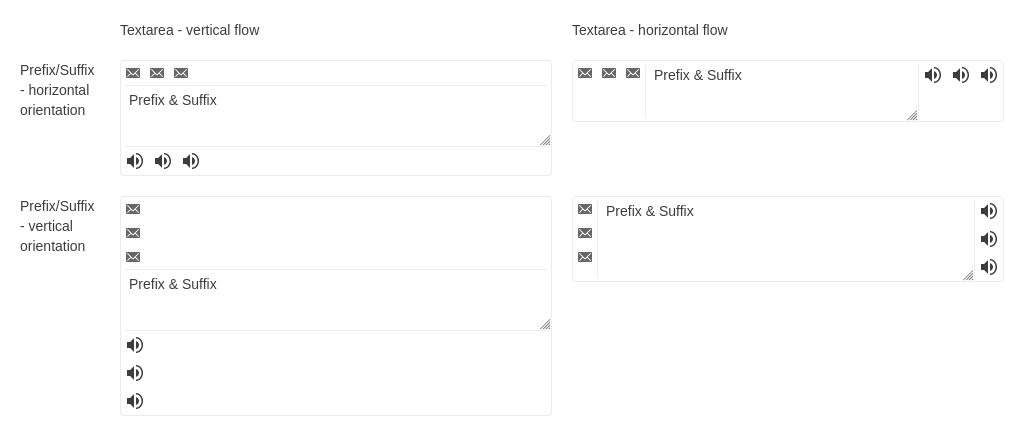 Textarea - vertical flow
Textarea - horizontal flow
Prefix/Suffix
- horizontal
orientation
Prefix & Suffix
Prefix & Suffix
Prefix/Suffix
- vertical
orientation
Prefix & Suffix
Prefix & Suffix